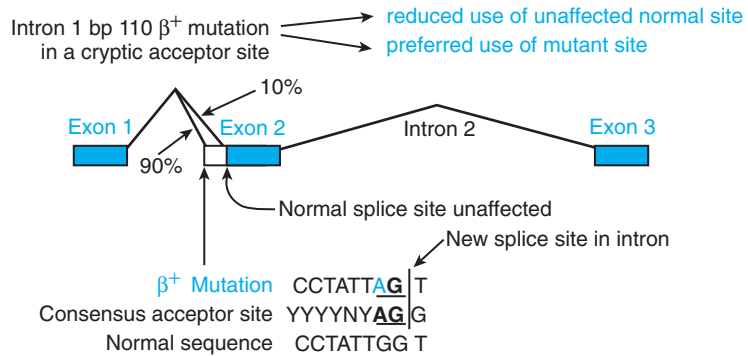 Intron 1 bp 110 β⁺ mutation
in a cryptic acceptor site
reduced use of unaffected normal site
preferred use of mutant site
10%
Exon 1
Exon 2
Intron 2
Exon 3
90%
Normal splice site unaffected
New splice site in intron
β⁺ Mutation CCTATTAG T
Consensus acceptor site YYYYNYAG G
Normal sequence CCTATTGG T